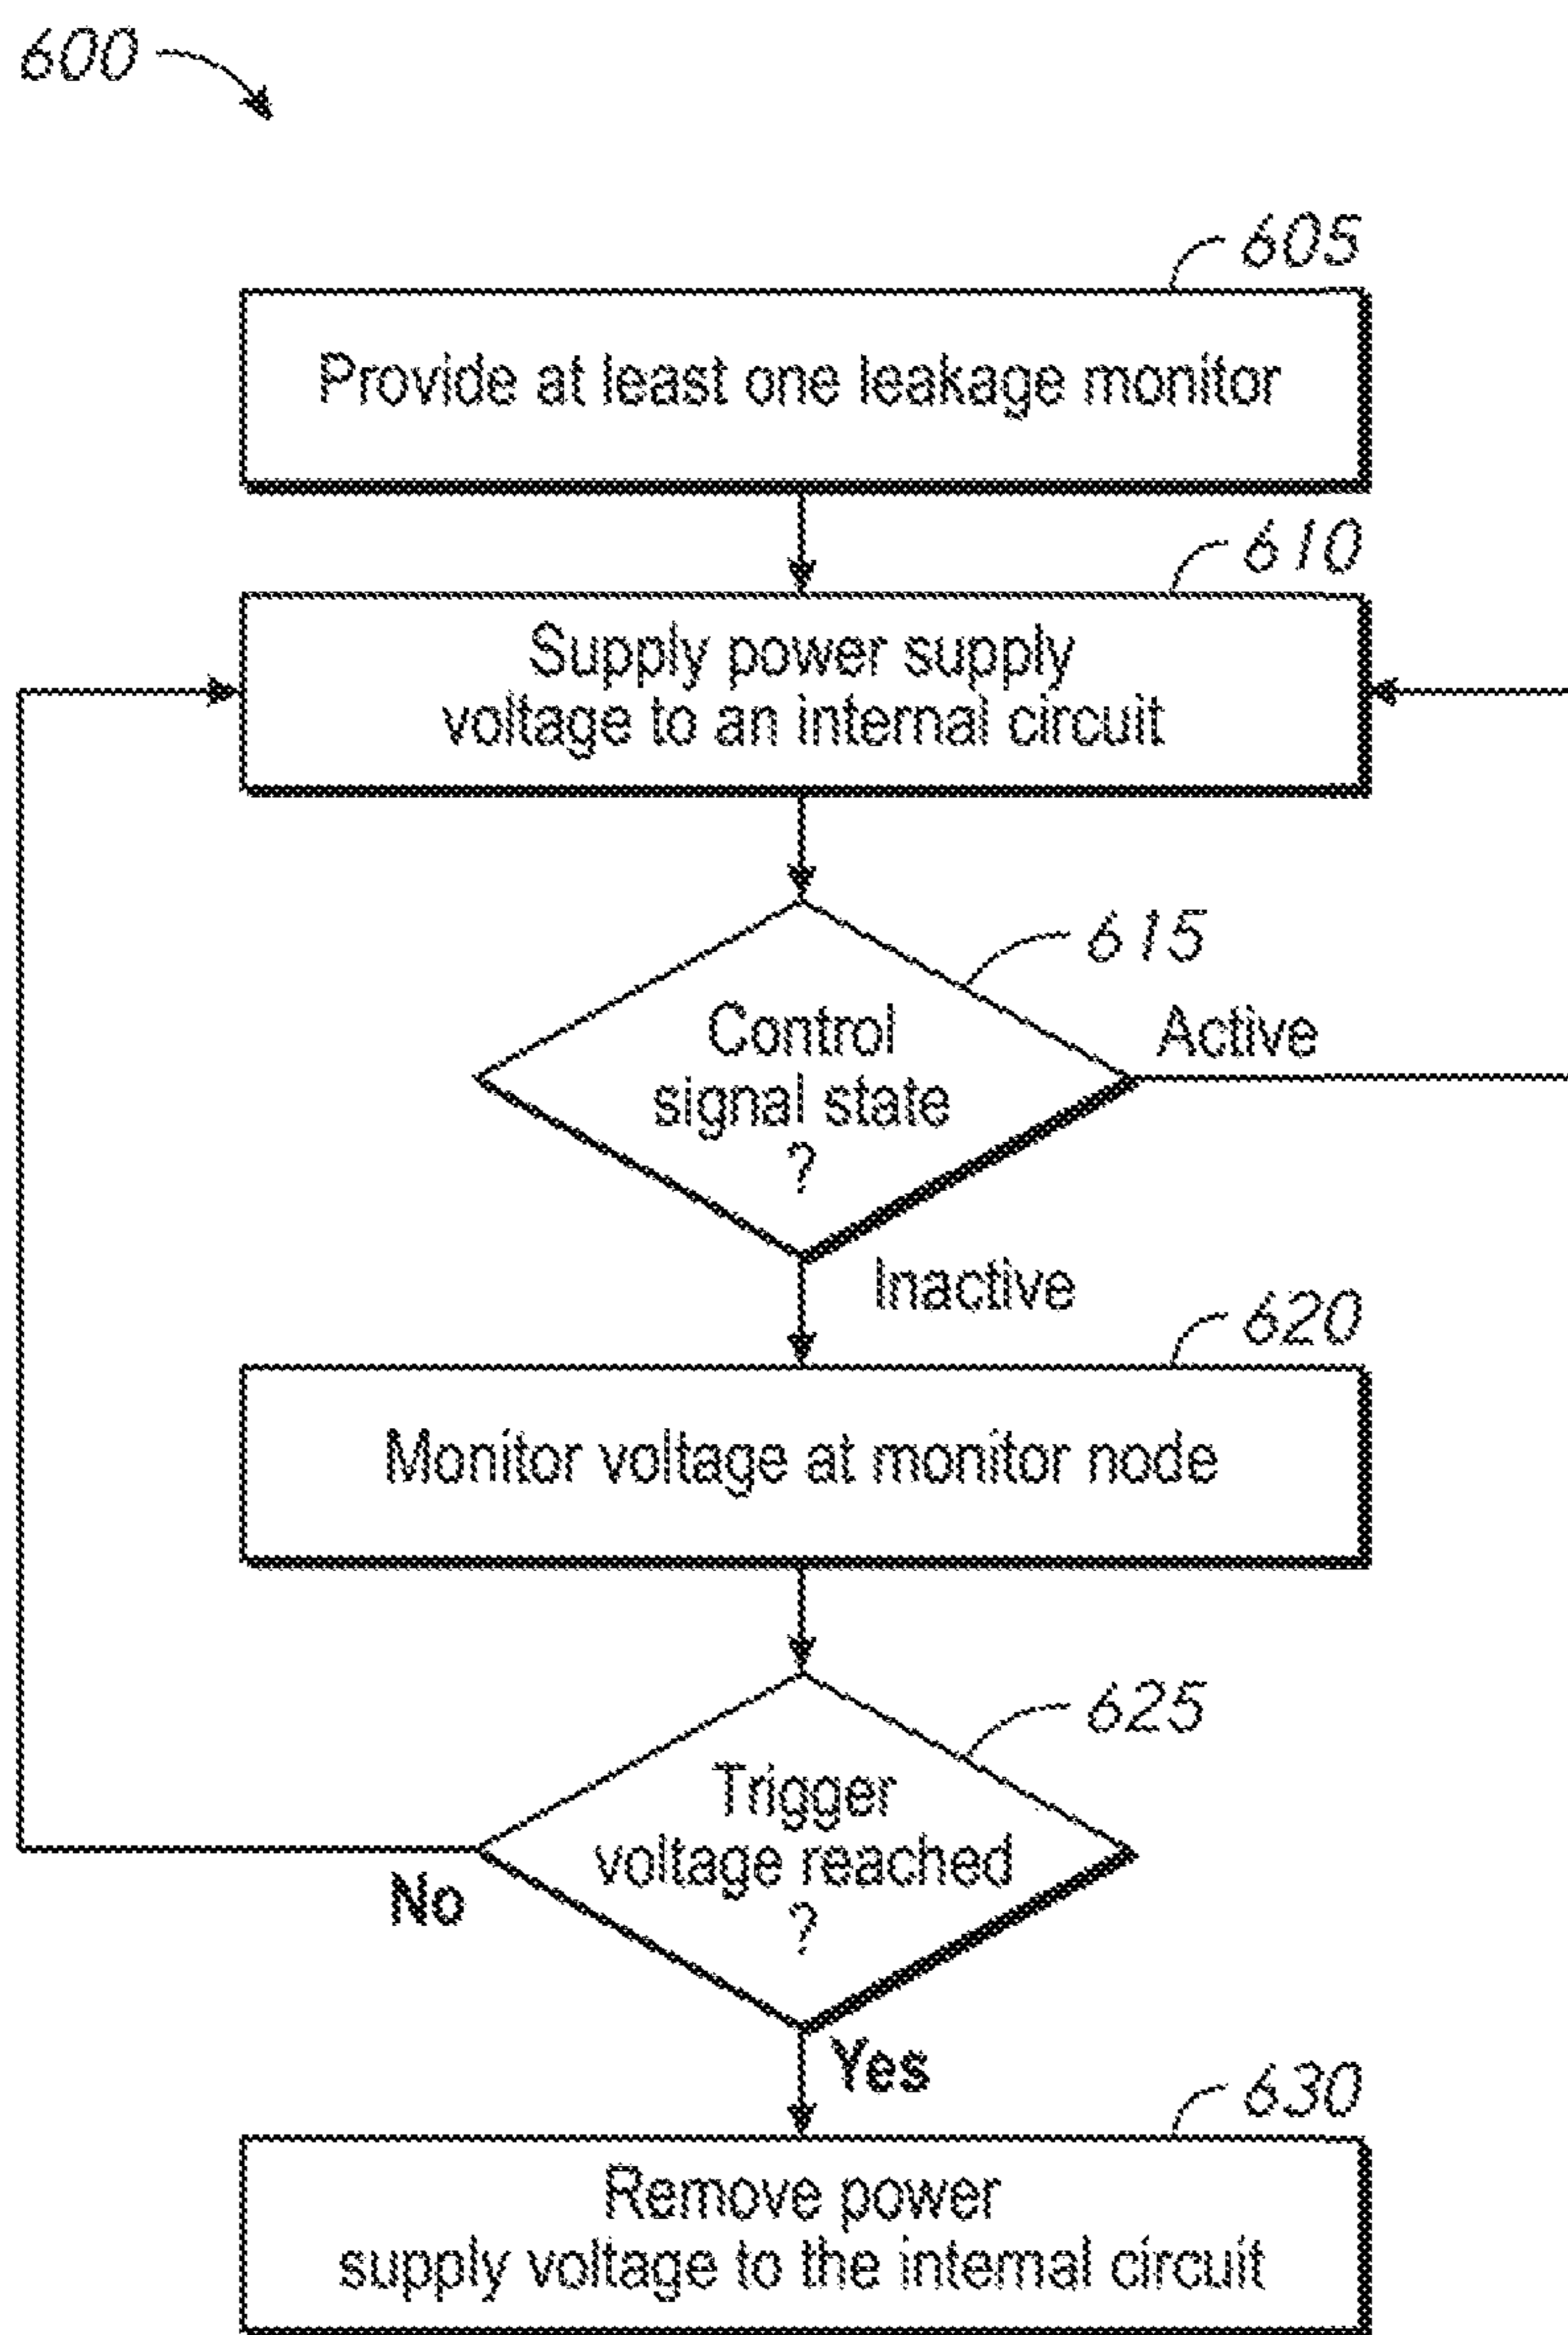 600
605
Provide at least one leakage monitor
610
Supply power supply
voltage to an internal circuit
615
Control
signal state
?
Active
Inactive
620
Monitor voltage at monitor node
625
Trigger
voltage reached
?
No
Yes
630
Remove power
supply voltage to the internal circuit